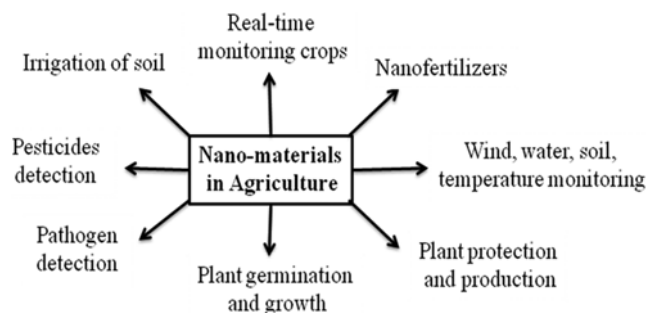 Real-time
monitoring crops
Irrigation of soil
Nanofertilizers
Pesticides
detection
Nano-materials
in Agriculture
Wind, water, soil,
temperature monitoring
Pathogen
detection
Plant germination
and growth
Plant protection
and production